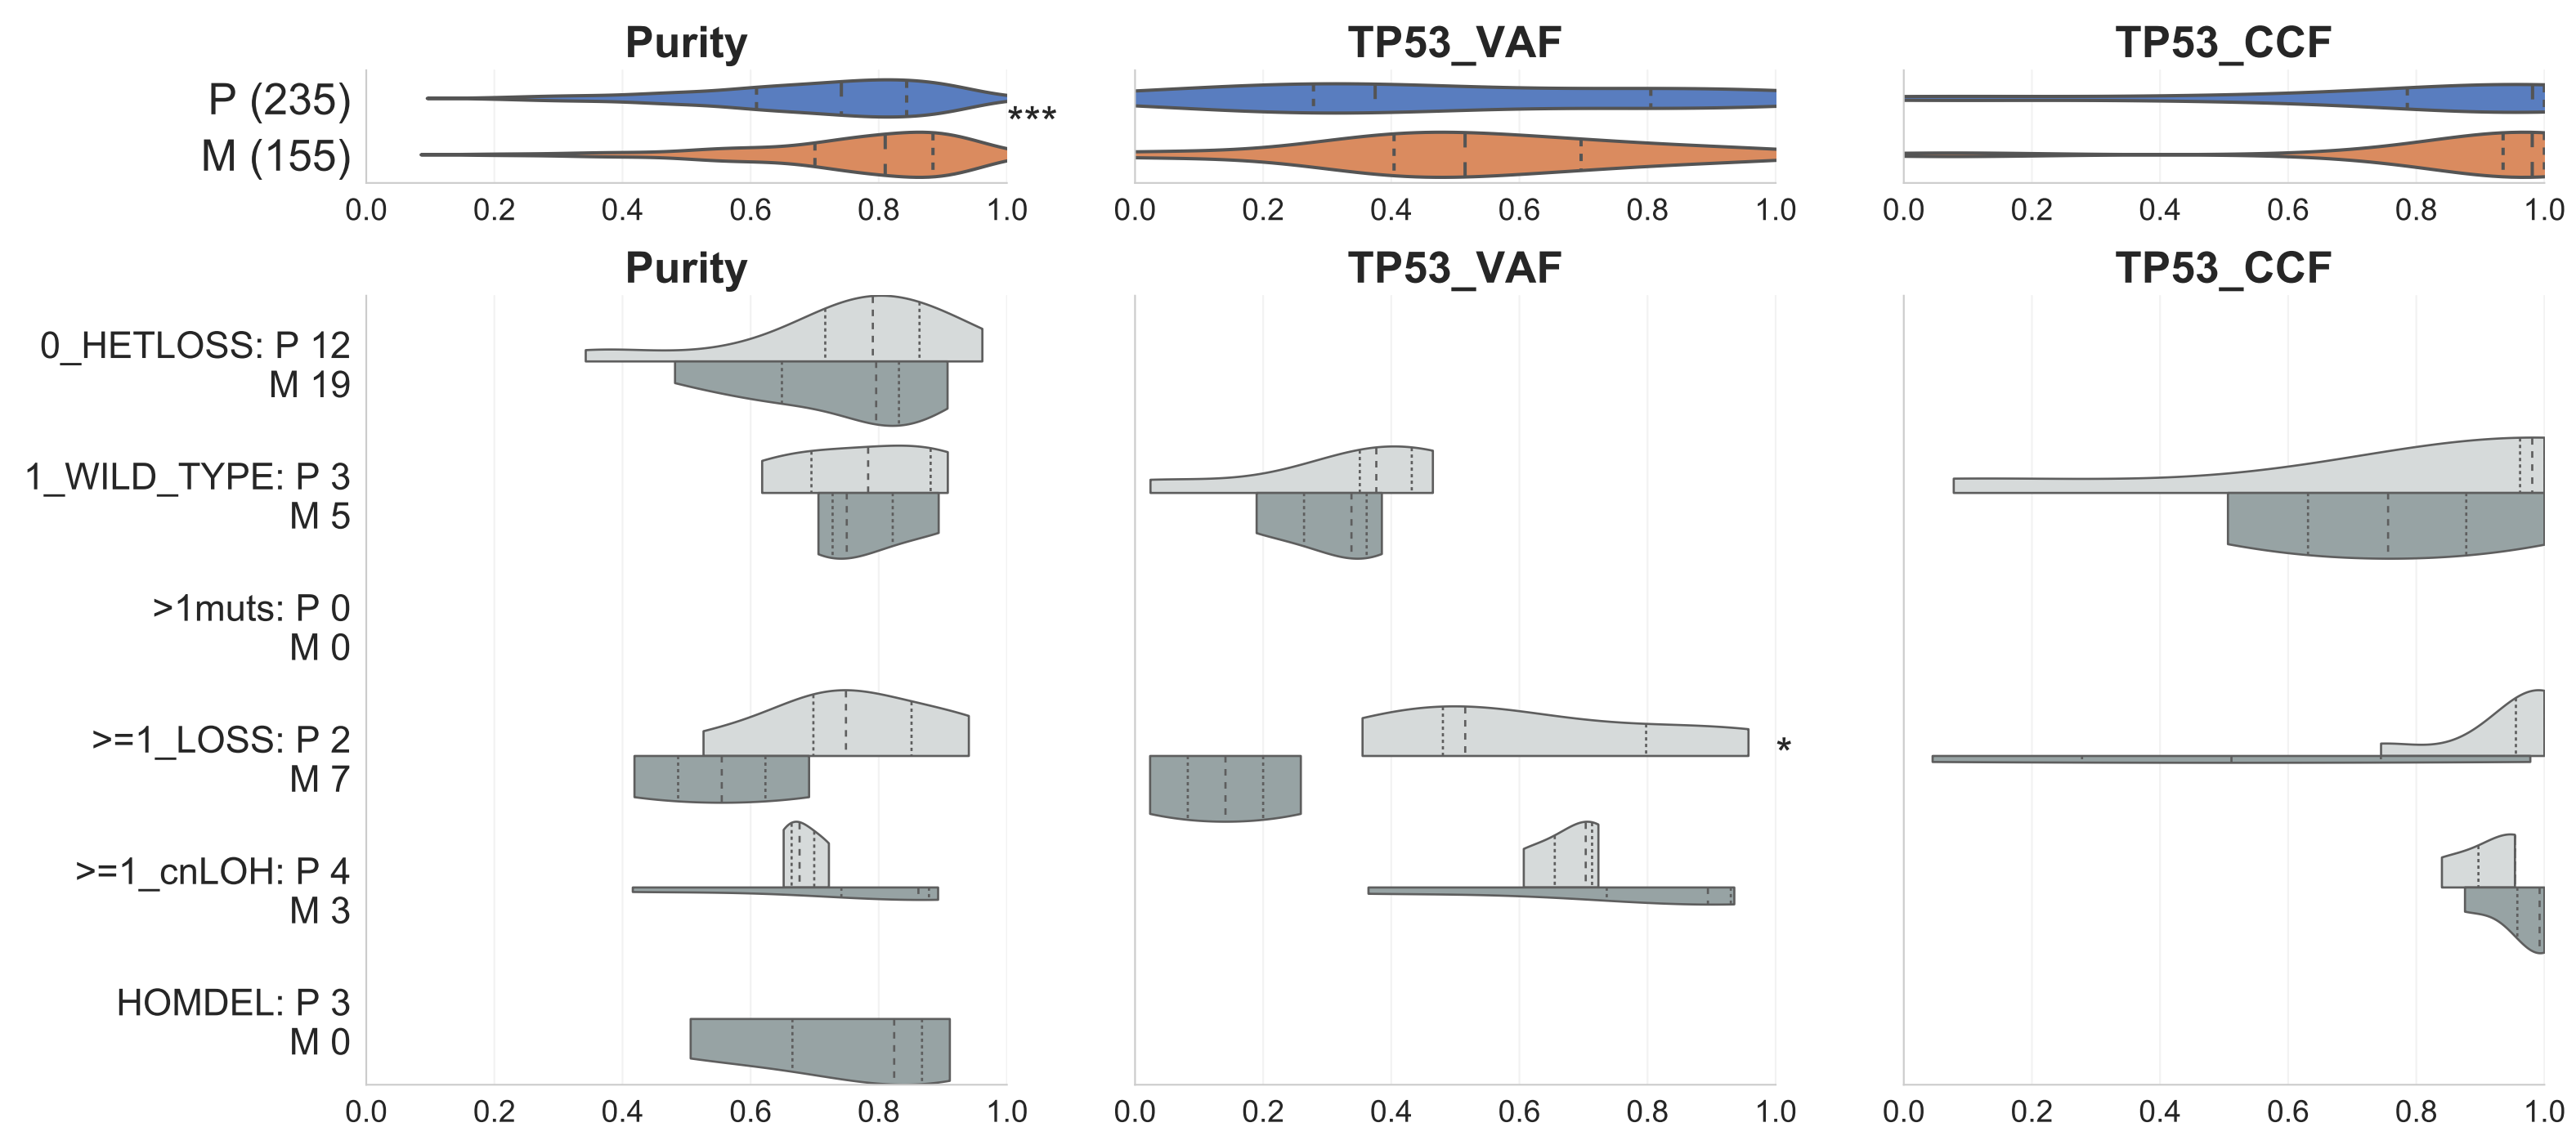 Purity TP53_VAF TP53_CCF
P (235)
***
M (155)
0.0 0.2 0.4 0.6 0.8 1.0 0.0 0.2 0.4 0.6 0.8 1.0 0.0 0.2 0.4 0.6 0.8 1.0
Purity TP53_VAF TP53_CCF
0_HETLOSS: P 12
M 19
1_WILD_TYPE: P 3
M 5
>1muts: P 0
M 0
>=1_LOSS: P 2
*
M 7
>=1_cnLOH: P 4
M 3
HOMDEL: P 3
M 0
0.0 0.2 0.4 0.6 0.8 1.0 0.0 0.2 0.4 0.6 0.8 1.0 0.0 0.2 0.4 0.6 0.8 1.0